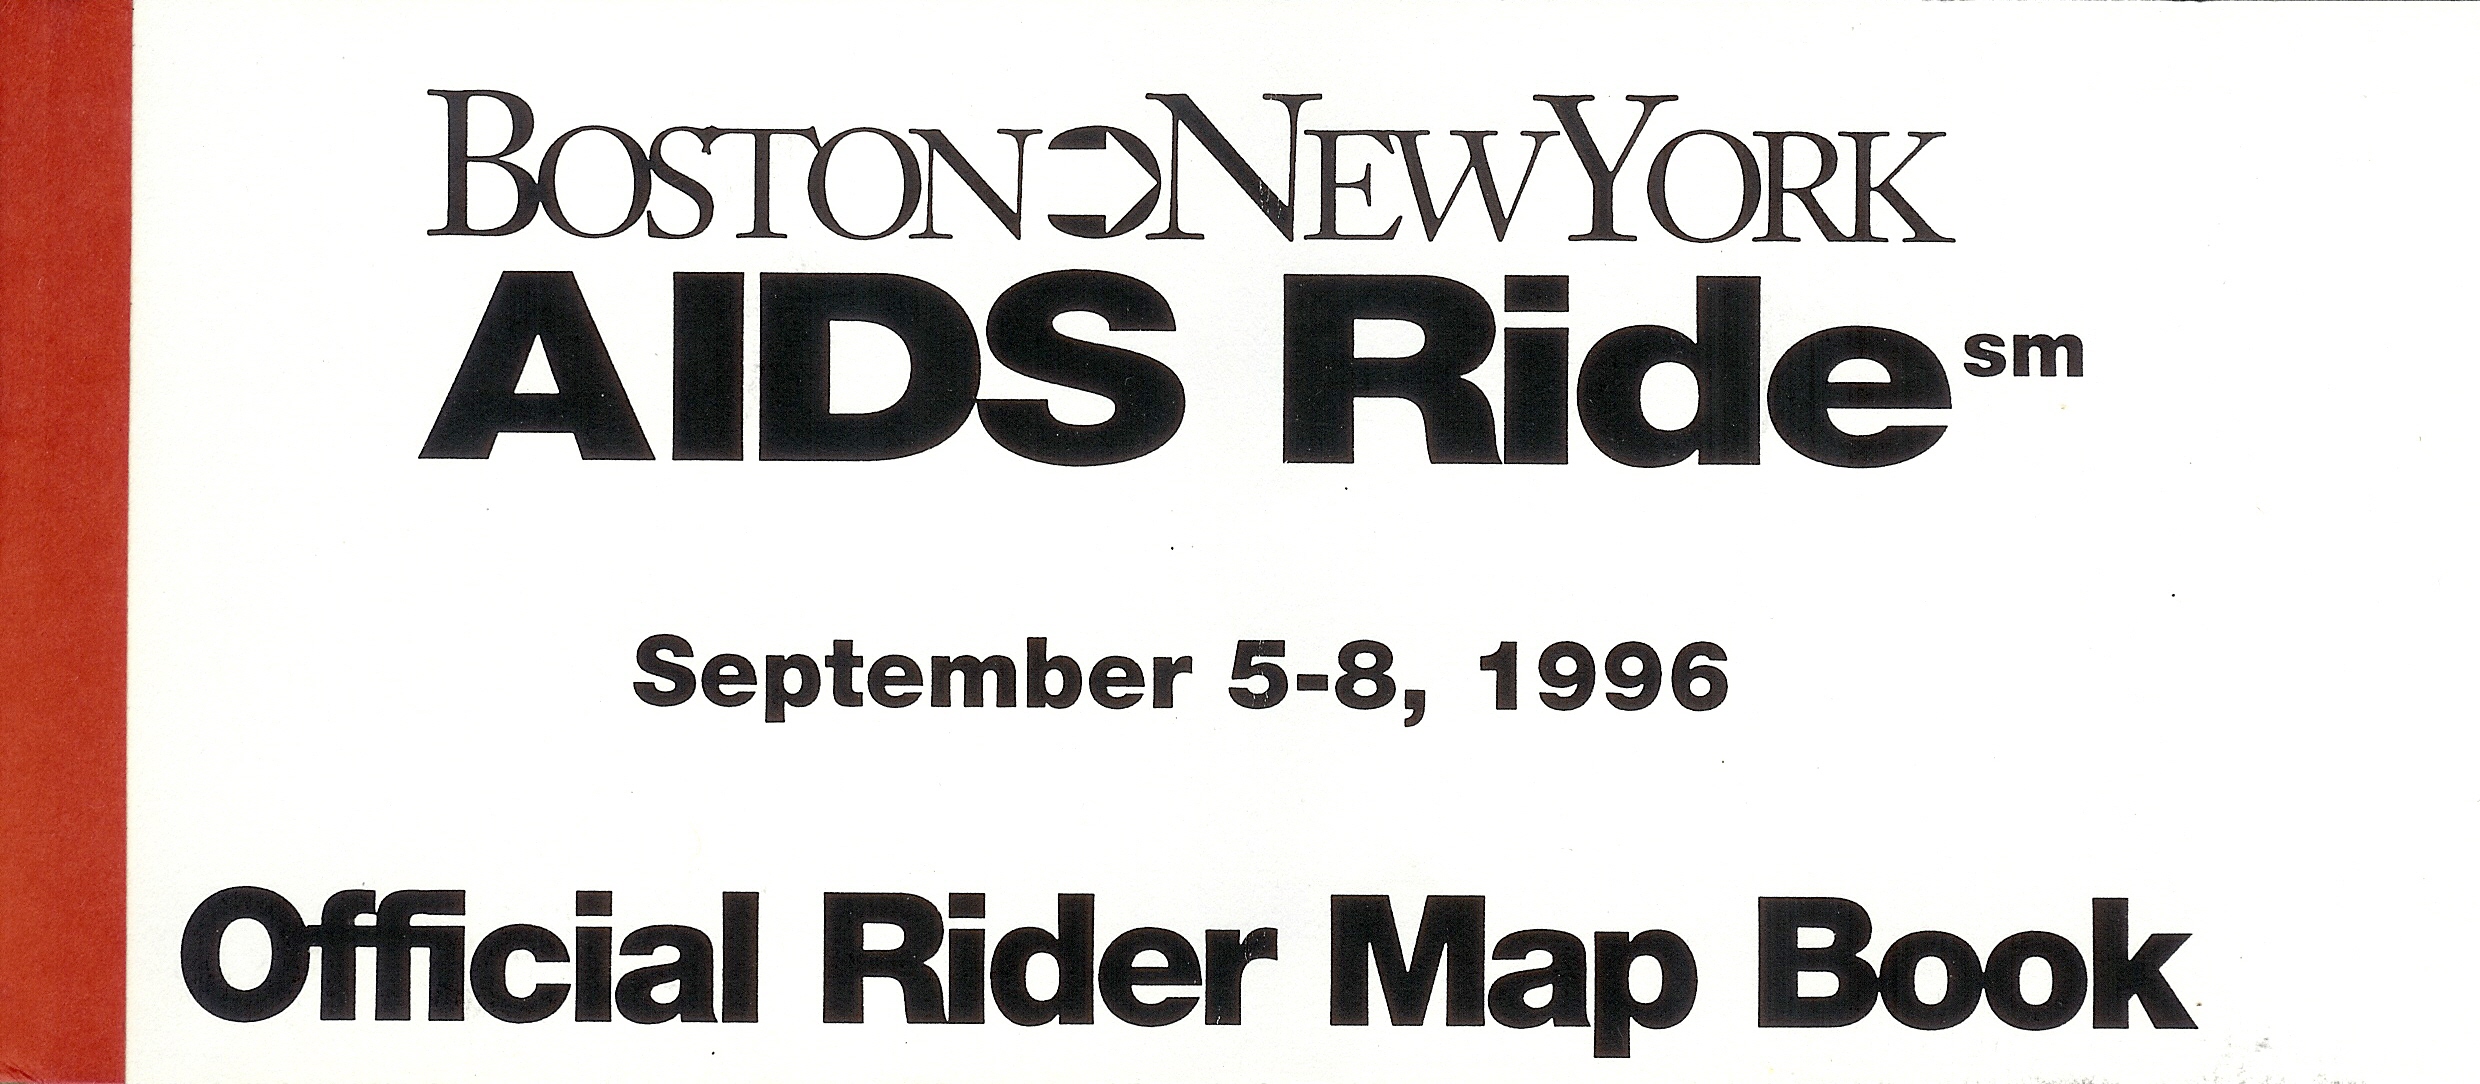 BOSTON NEW YORK
AIDS Ride sm
September 5-8, 1996
Official Rider Map Book